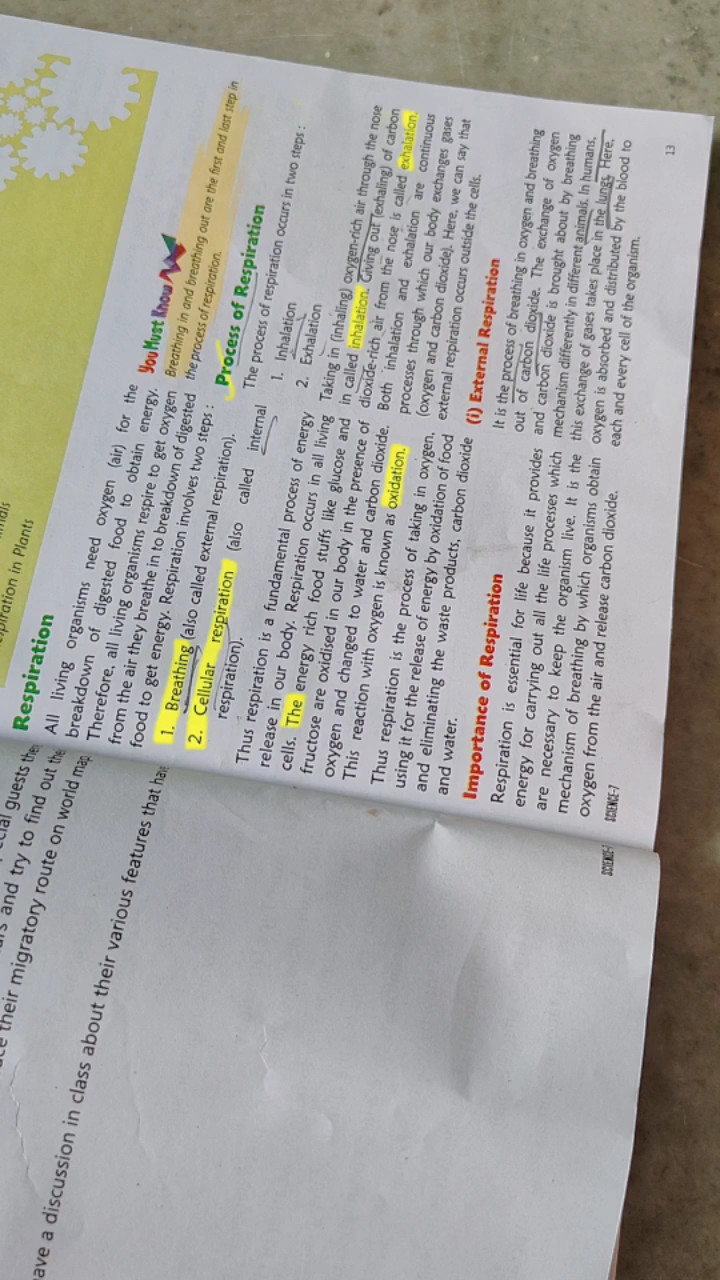 spiration in Plants
Respiration
All living organisms need oxygen (air) for the
breakdown of digested food to obtain energy.
Therefore, all living organisms respire to get oxygen
from the air they breathe in to breakdown of digested
food to get energy. Respiration involves two steps :
1. Breathing (also called external respiration).
2. Cellular respiration (also called internal
respiration).
Thus respiration is a fundamental process of energy
release in our body. Respiration occurs in all living
cells. The energy rich food stuffs like glucose and
fructose are oxidised in our body in the presence of
oxygen and changed to water and carbon dioxide.
This reaction with oxygen is known as oxidation.
Thus respiration is the process of taking in oxygen,
using it for the release of energy by oxidation of food
and eliminating the waste products, carbon dioxide
and water.
Importance of Respiration
Respiration is essential for life because it provides
energy for carrying out all the life processes which
are necessary to keep the organism live. It is the
mechanism of breathing by which organisms obtain
oxygen from the air and release carbon dioxide.
SCIENCE-7
You Must Know
Breathing in and breathing out are the first and last step in
the process of respiration.
Process of Respiration
The process of respiration occurs in two steps :
1. Inhalation
2. Exhalation
Taking in (inhaling) oxygen-rich air through the nose
in called inhalation. Giving out (exhaling) of carbon
dioxide-rich air from the nose is called exhalation.
Both inhalation and exhalation are continuous
processes through which our body exchanges gases
(oxygen and carbon dioxide). Here, we can say that
external respiration occurs outside the cells.
(i) External Respiration
It is the process of breathing in oxygen and breathing
out of carbon dioxide. The exchange of oxygen
and carbon dioxide is brought about by breathing
mechanism differently in different animals. In humans,
this exchange of gases takes place in the lungs. Here,
oxygen is absorbed and distributed by the blood to
each and every cell of the organism.
13
guests
and try to find out
their migratory route on world map
ave a discussion in class about their various features that
SCIENCE-7